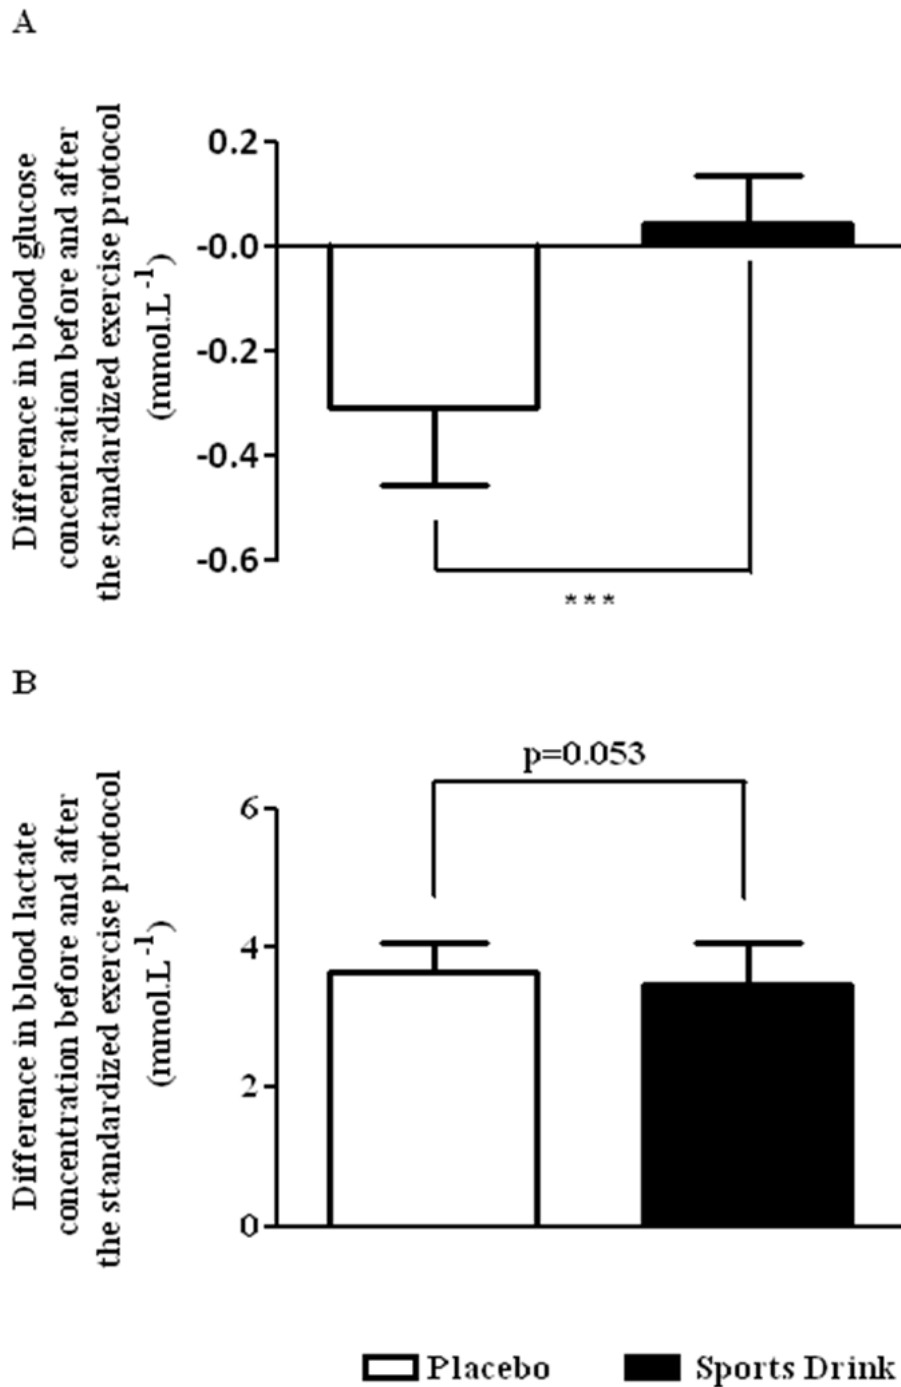 A
Difference in blood glucose
concentration before and after
the standardized exercise protocol
(mmol.L-1)
0.2
-0.0
-0.2
-0.4
-0.6
***
B
Difference in blood lactate
concentration before and after
the standardized exercise protocol
(mmol.L-1)
p=0.053
6
4
2
0
Placebo
Sports Drink